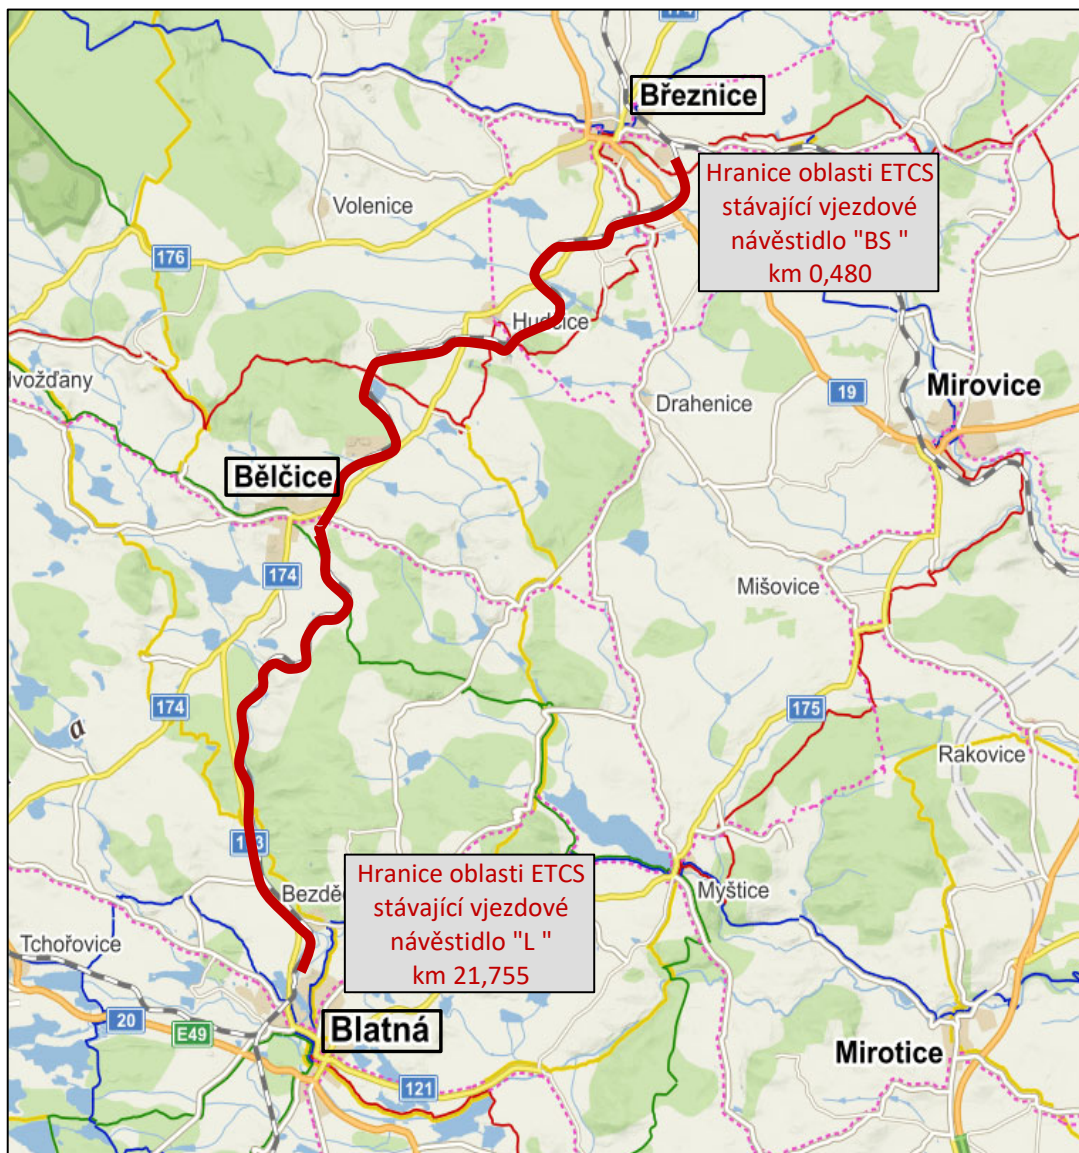 174
Březnice
Hranice oblasti ETCS
stávající vjezdové
návěstidlo "BS "
km 0,480
Volenice
176
Hudčice
vožďany
19
Mirovice
Drahenice
Bělčice
174
Mišovice
174
175
a
Rakovice
Hranice oblasti ETCS
stávající vjezdové
návěstidlo "L "
km 21,755
Myštice
Tchořovice
20
E49
Blatná
121
Mirotice